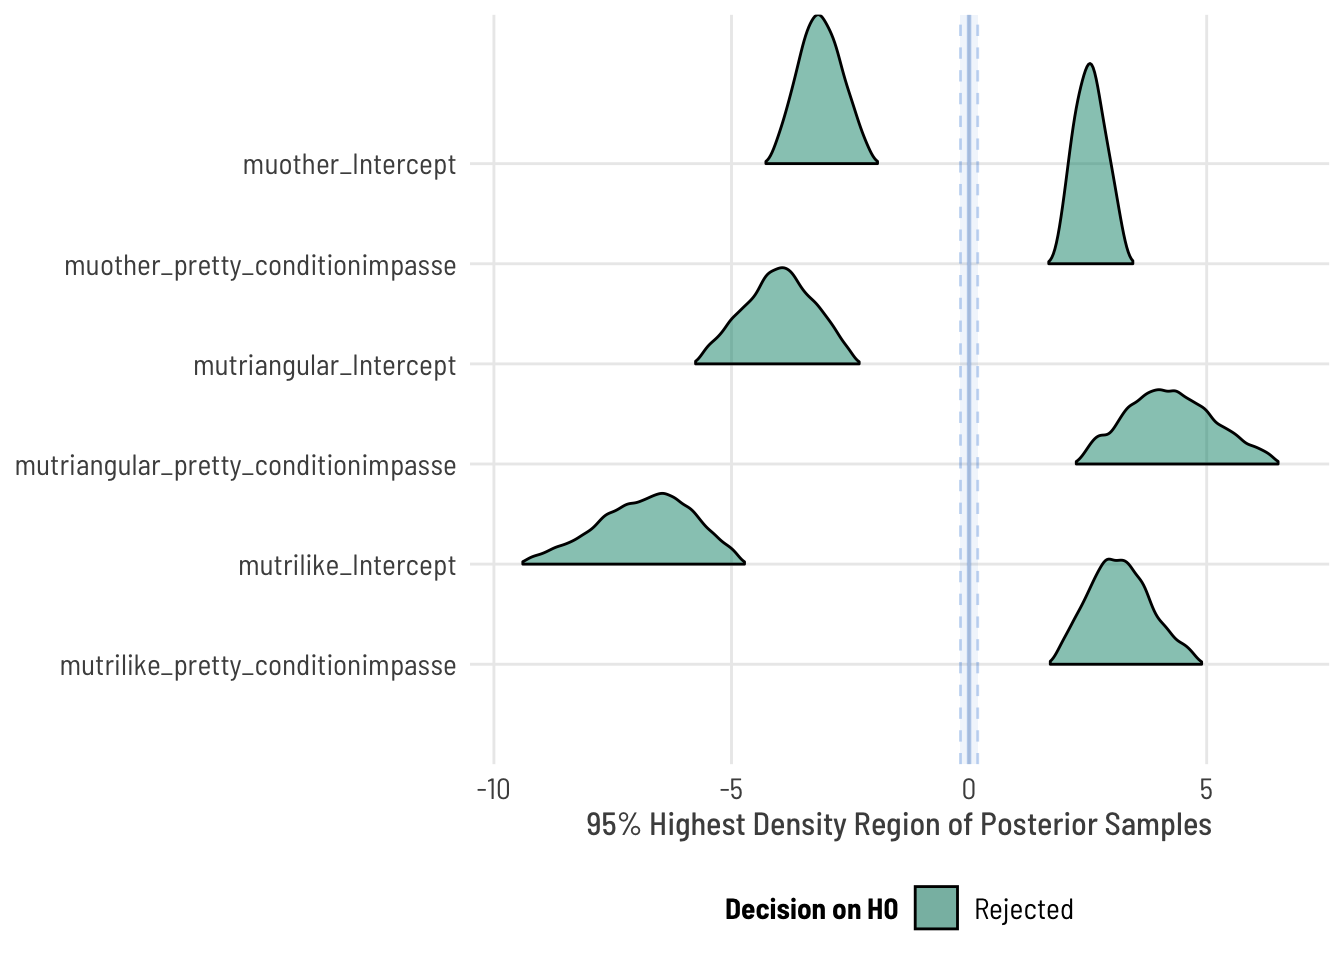 muother_Intercept
muother_pretty_conditionimpasse
mutriangular_Intercept
mutriangular_pretty_conditionimpasse
mutrilike_Intercept
mutrilike_pretty_conditionimpasse
-10 -5 0 5
95% Highest Density Region of Posterior Samples
Decision on H0 Rejected